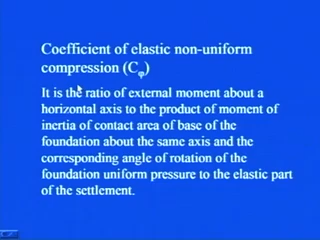 Coefficient of elastic non-uniform
compression (Cφ)
It is the ratio of external moment about a
horizontal axis to the product of moment of
inertia of contact area of base of the
foundation about the same axis and the
corresponding angle of rotation of the
foundation uniform pressure to the elastic part
of the settlement.